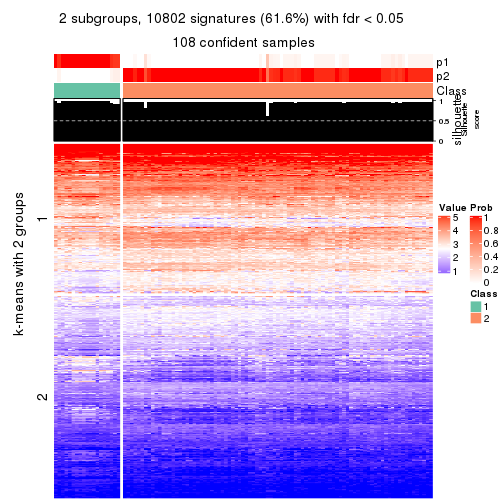 2 subgroups, 10802 signatures (61.6%) with fdr < 0.05
108 confident samples
p1
p2
Class
1
0.5
0
silhouette
Silhouette
score
k-means with 2 groups
1
2
Value
5
4
3
2
1
Prob
1
0.8
0.6
0.4
0.2
0
Class
1
2